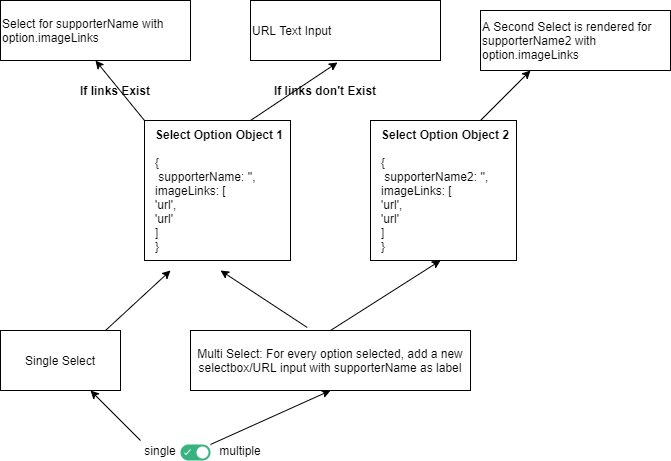 Select for supporterName with
option.imageLinks
URL Text Input
A Second Select is rendered for
supporterName2 with
option.imageLinks
If links Exist
If links don't Exist
Select Option Object 1
{
supporterName: '',
imageLinks: [
'url',
'url'
]
}
Select Option Object 2
{
supporterName2: '',
imageLinks: [
'url',
'url'
]
}
Single Select
Multi Select: For every option selected, add a new
selectbox/URL input with supporterName as label
single
multiple